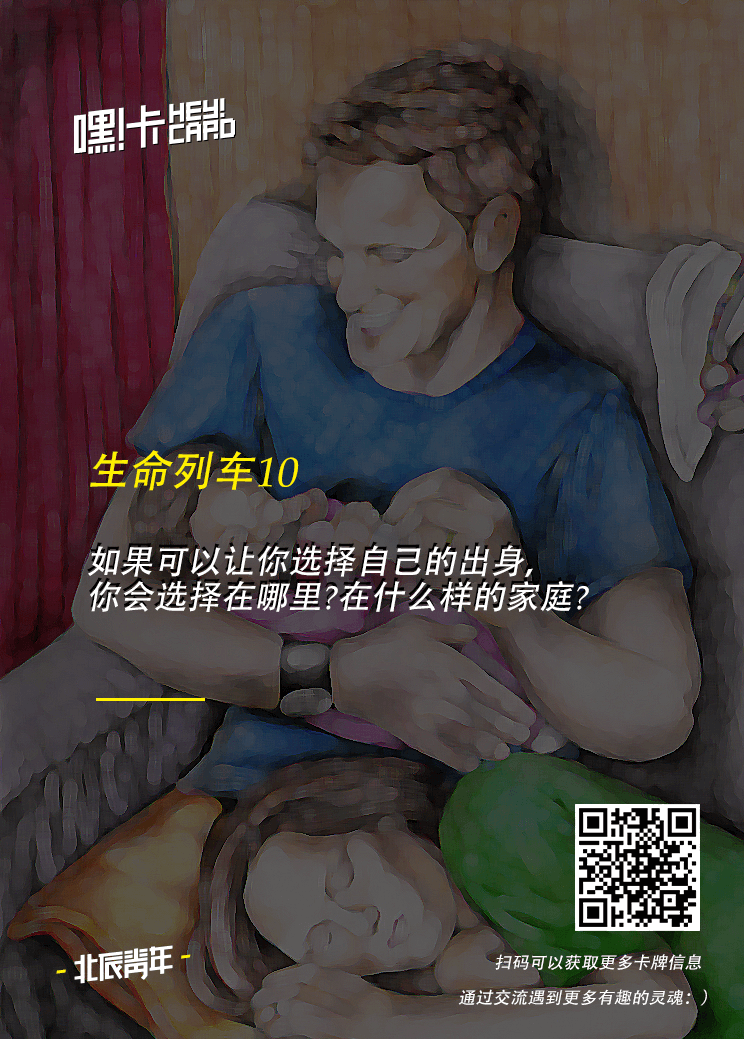 嘿!卡 HEY! CARD
生命列车10
如果可以让你选择自己的出身,
你会选择在哪里?在什么样的家庭?
- 北辰青年 -
扫码可以获取更多卡牌信息
通过交流遇到更多有趣的灵魂：）